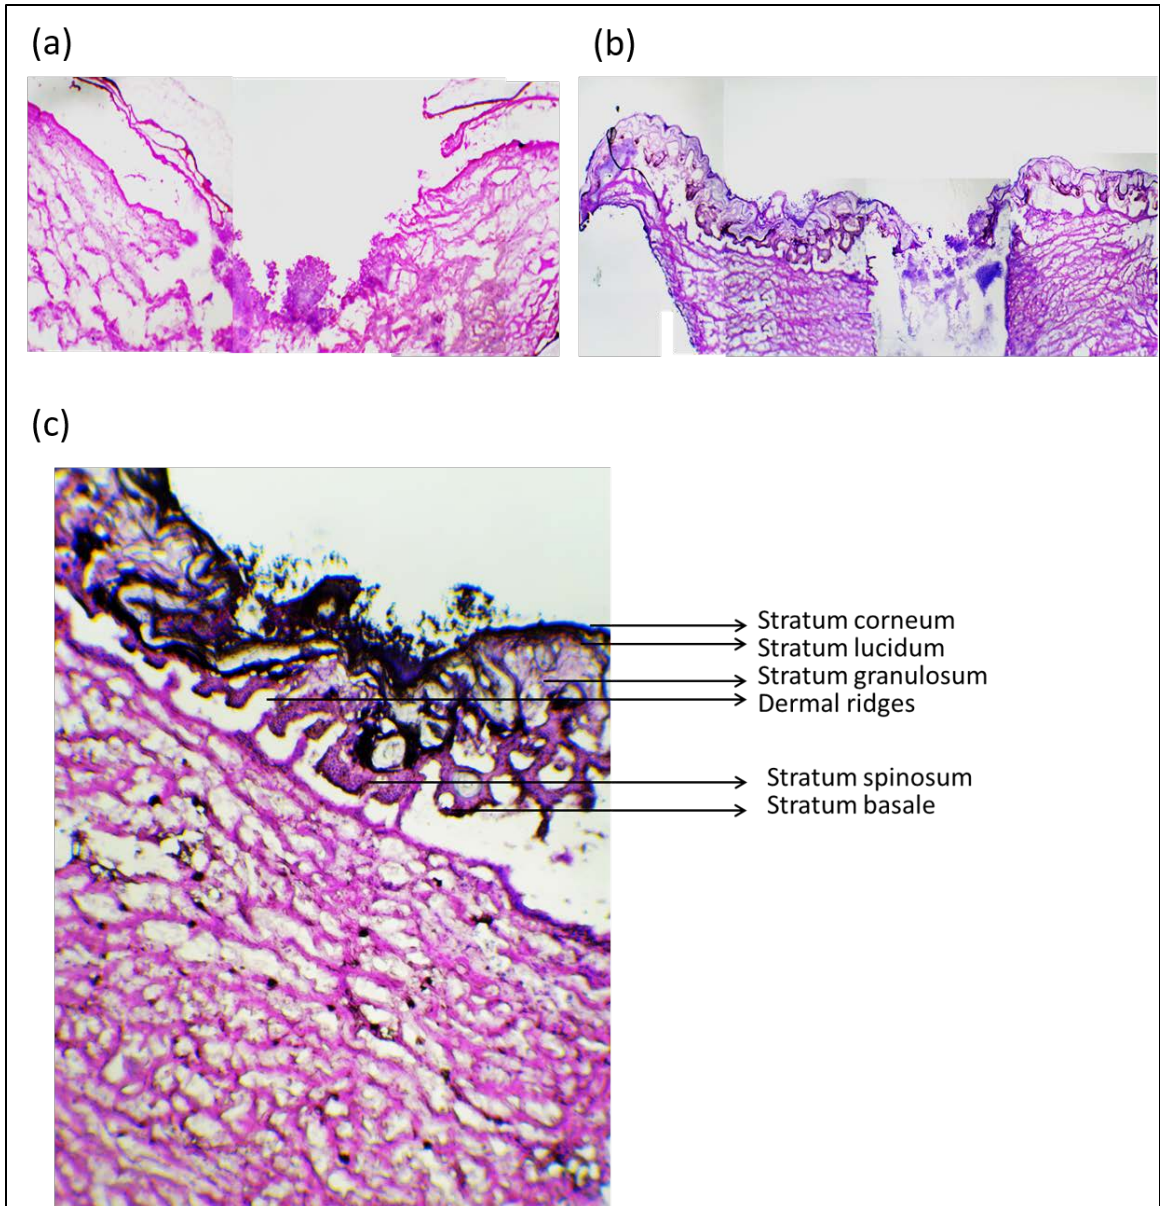 (a)
(b)
(c)
Stratum corneum
Stratum lucidum
Stratum granulosum
Dermal ridges
Stratum spinosum
Stratum basale